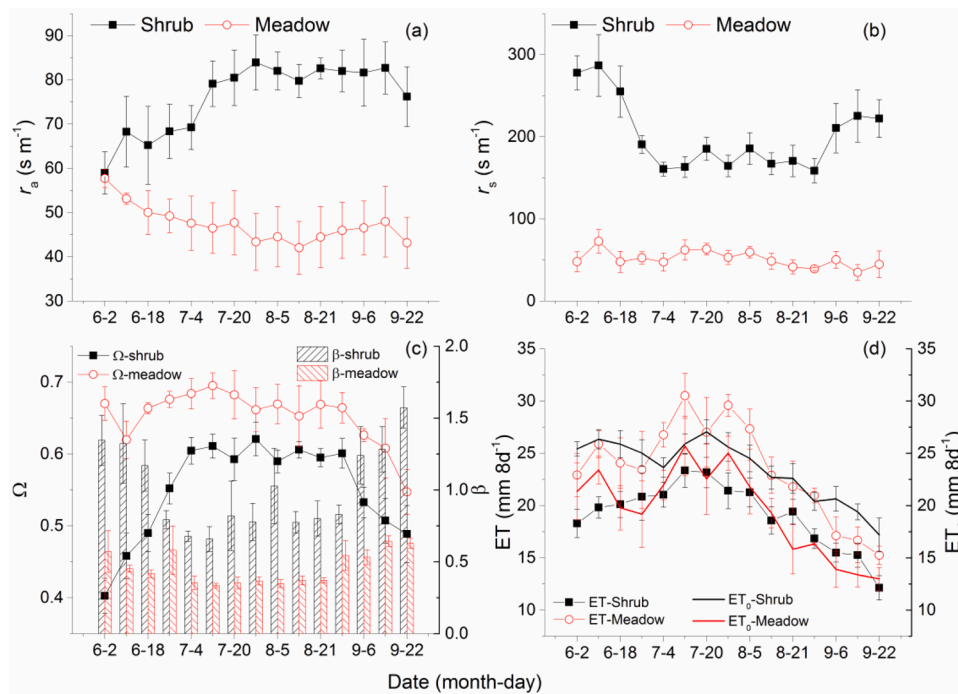 Shrub Meadow (a)
90
80
70
60
50
40
30
r_a (s m⁻¹)
6-2 6-18 7-4 7-20 8-5 8-21 9-6 9-22
Shrub Meadow (b)
300
200
100
0
r_s (s m⁻¹)
6-2 6-18 7-4 7-20 8-5 8-21 9-6 9-22
Ω-shrub β-shrub (c)
Ω-meadow β-meadow
0.7
0.6
0.5
0.4
Ω
2.0
1.5
1.0
0.5
0.0
β
6-2 6-18 7-4 7-20 8-5 8-21 9-6 9-22
(d)
35
30
25
20
15
10
ET (mm 8d⁻¹)
35
30
25
20
15
10
ET (mm 8d⁻¹)
ET-Shrub ET₀-Shrub
ET-Meadow ET₀-Meadow
6-2 6-18 7-4 7-20 8-5 8-21 9-6 9-22
Date (month-day)